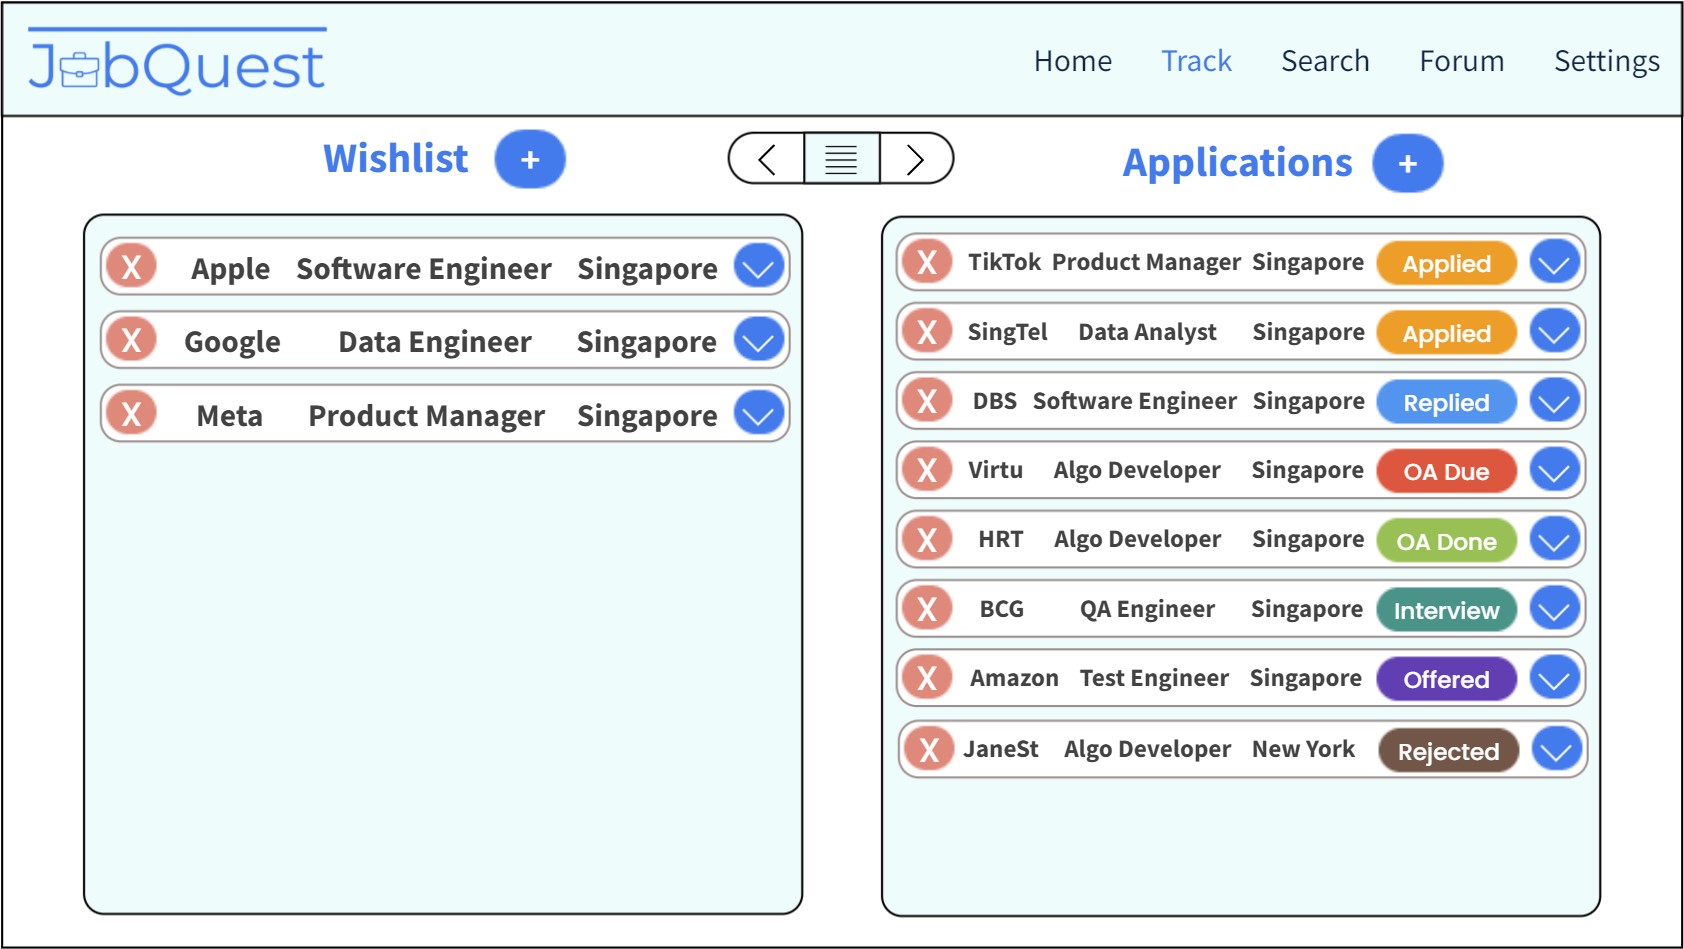 JobQuest
Home Track Search Forum Settings
Wishlist +
Applications +
X Apple Software Engineer Singapore
X Google Data Engineer Singapore
X Meta Product Manager Singapore
X TikTok Product Manager Singapore Applied
X SingTel Data Analyst Singapore Applied
X DBS Software Engineer Singapore Replied
X Virtu Algo Developer Singapore OA Due
X HRT Algo Developer Singapore OA Done
X BCG QA Engineer Singapore Interview
X Amazon Test Engineer Singapore Offered
X JaneSt Algo Developer New York Rejected